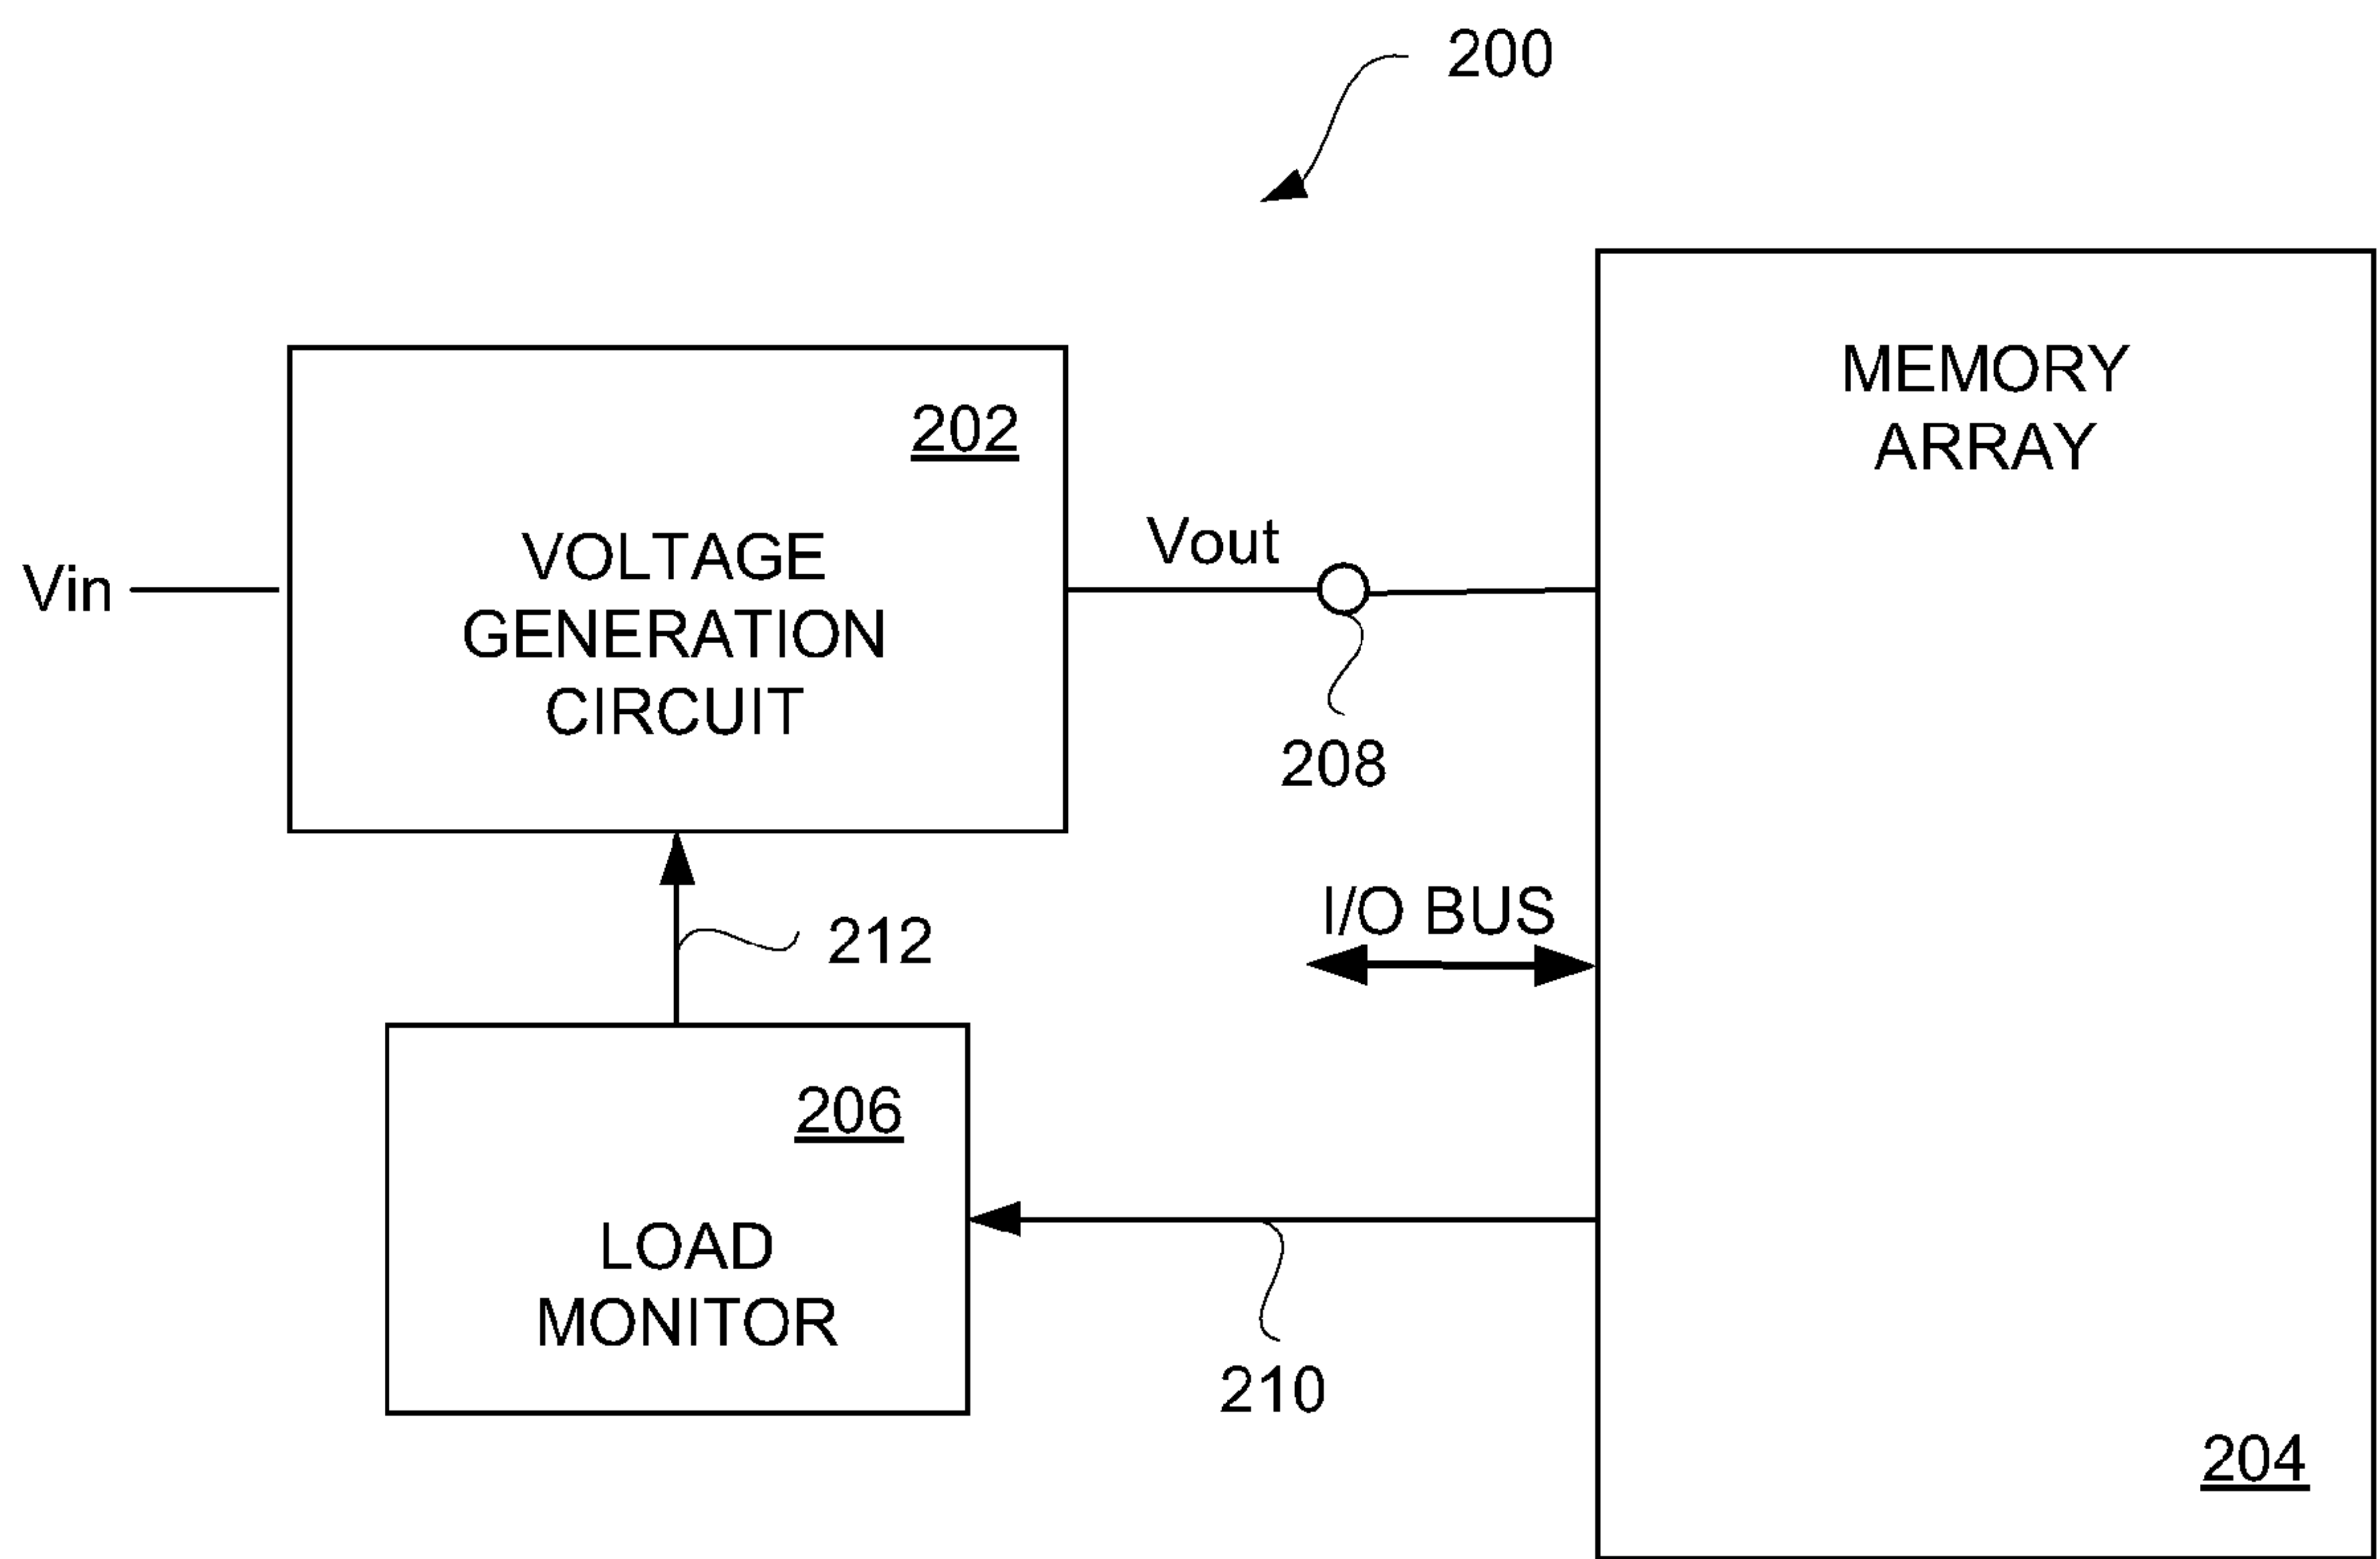 200
MEMORY
ARRAY
202
VOLTAGE
GENERATION
CIRCUIT
Vin
Vout
208
I/O BUS
212
206
LOAD
MONITOR
210
204